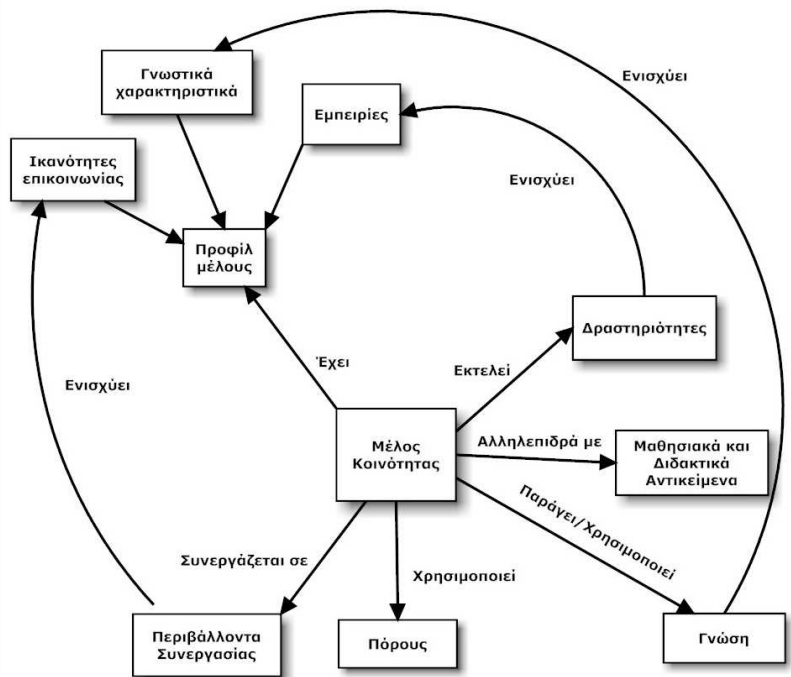 Ενισχύει
Γνωστικά
χαρακτηριστικά
Εμπειρίες
Ικανότητες
επικοινωνίας
Ενισχύει
Προφίλ
μέλους
Δραστηριότητες
Έχει
Εκτελεί
Ενισχύει
Μέλος
Κοινότητας
Αλληλεπιδρά με
Μαθησιακά και
Διδακτικά
Αντικείμενα
Παράγει/Χρησιμοποιεί
Συνεργάζεται σε
Χρησιμοποιεί
Περιβάλλοντα
Συνεργασίας
Πόρους
Γνώση